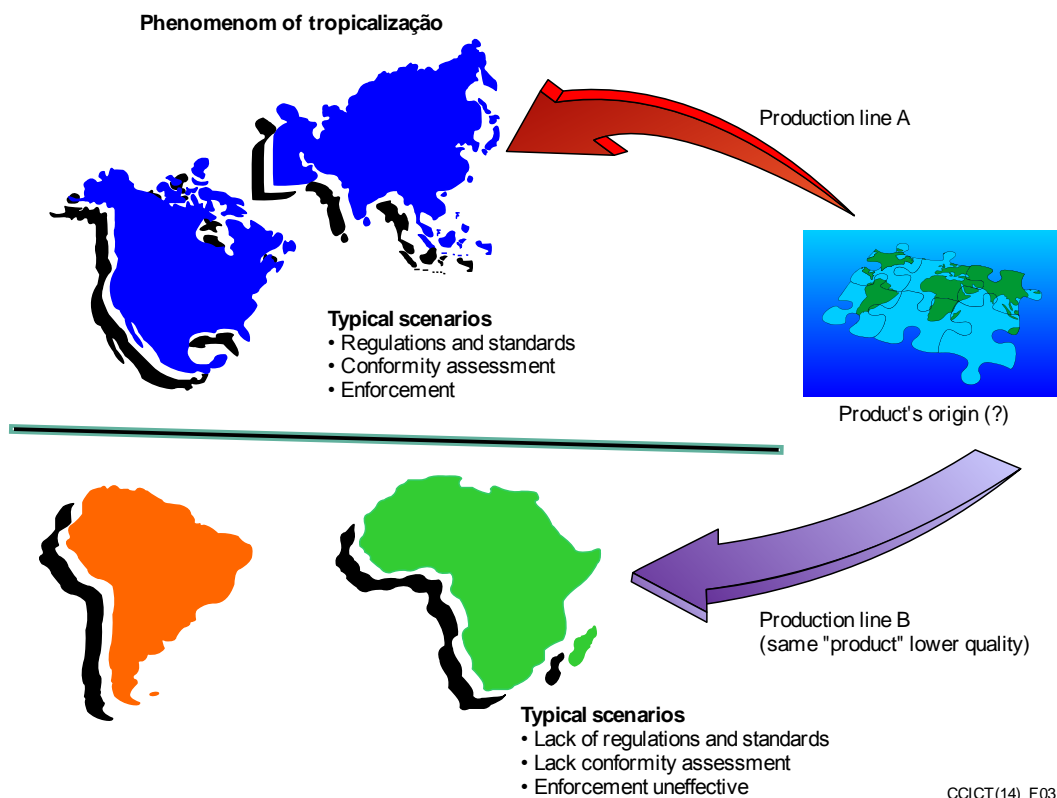 Phenomenom of tropicalização
Production line A
Typical scenarios
• Regulations and standards
• Conformity assessment
• Enforcement
Product's origin (?)
Production line B
(same "product" lower quality)
Typical scenarios
• Lack of regulations and standards
• Lack conformity assessment
• Enforcement uneffective
CCICT(14)_F03